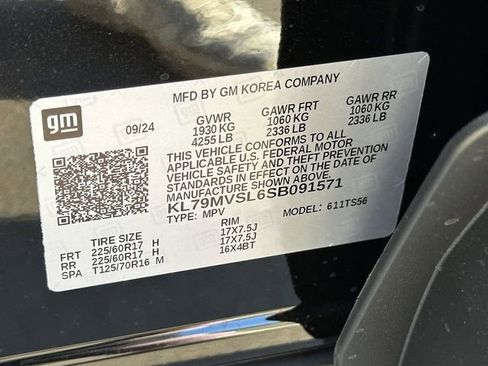 MFD BY GM KOREA COMPANY
gm
09/24
GVWR GAWR FRT GAWR RR
1930 KG 1060 KG 1060 KG
4255 LB 2336 LB 2336 LB
THIS VEHICLE CONFORMS TO ALL
APPLICABLE U.S. FEDERAL MOTOR
VEHICLE SAFETY AND THEFT PREVENTION
STANDARDS IN EFFECT ON THE DATE OF
MANUFACTURE SHOWN ABOVE.
KL79MVSL6SB091571
TYPE: MPV MODEL: 611TS56
TIRE SIZE RIM
FRT 225/60R17 H 17X7.5J
RR 225/60R17 H 17X7.5J
SPA T125/70R16 M 16X4BT